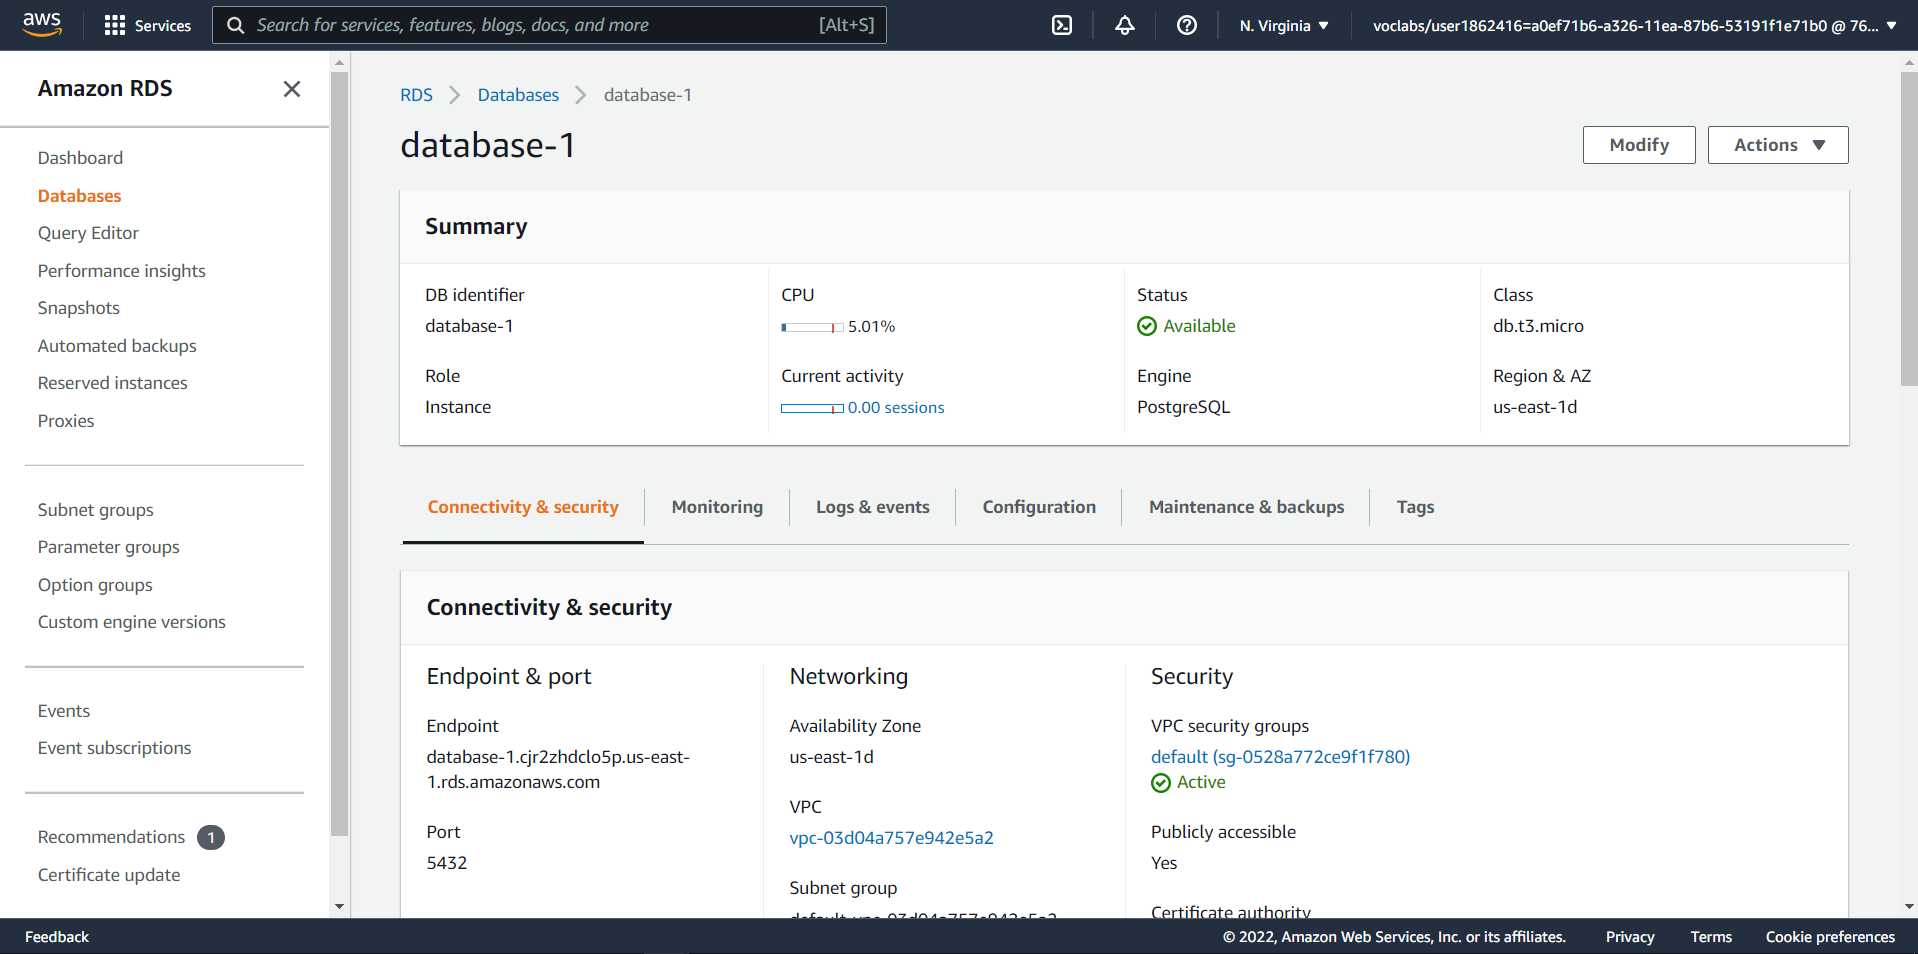 aws
Services
Search for services, features, blogs, docs, and more
[Alt+S]
N. Virginia
voclabs/user1862416=a0ef71b6-a326-11ea-87b6-53191f1e71b0 @ 76...
Amazon RDS
Dashboard
Databases
Query Editor
Performance insights
Snapshots
Automated backups
Reserved instances
Proxies
Subnet groups
Parameter groups
Option groups
Custom engine versions
Events
Event subscriptions
Recommendations 1
Certificate update
RDS
Databases
database-1
database-1
Modify
Actions
Summary
DB identifier
database-1
CPU
5.01%
Status
Available
Class
db.t3.micro
Role
Instance
Current activity
0.00 sessions
Engine
PostgreSQL
Region & AZ
us-east-1d
Connectivity & security
Monitoring
Logs & events
Configuration
Maintenance & backups
Tags
Connectivity & security
Endpoint & port
Endpoint
database-1.cjr2zhdclo5p.us-east-
1.rds.amazonaws.com
Port
5432
Networking
Availability Zone
us-east-1d
VPC
vpc-03d04a757e942e5a2
Subnet group
default-vpc-03d04a757e942e5a2
Security
VPC security groups
default (sg-0528a772ce9f1f780)
Active
Publicly accessible
Yes
Certificate authority
Feedback
© 2022, Amazon Web Services, Inc. or its affiliates.
Privacy
Terms
Cookie preferences